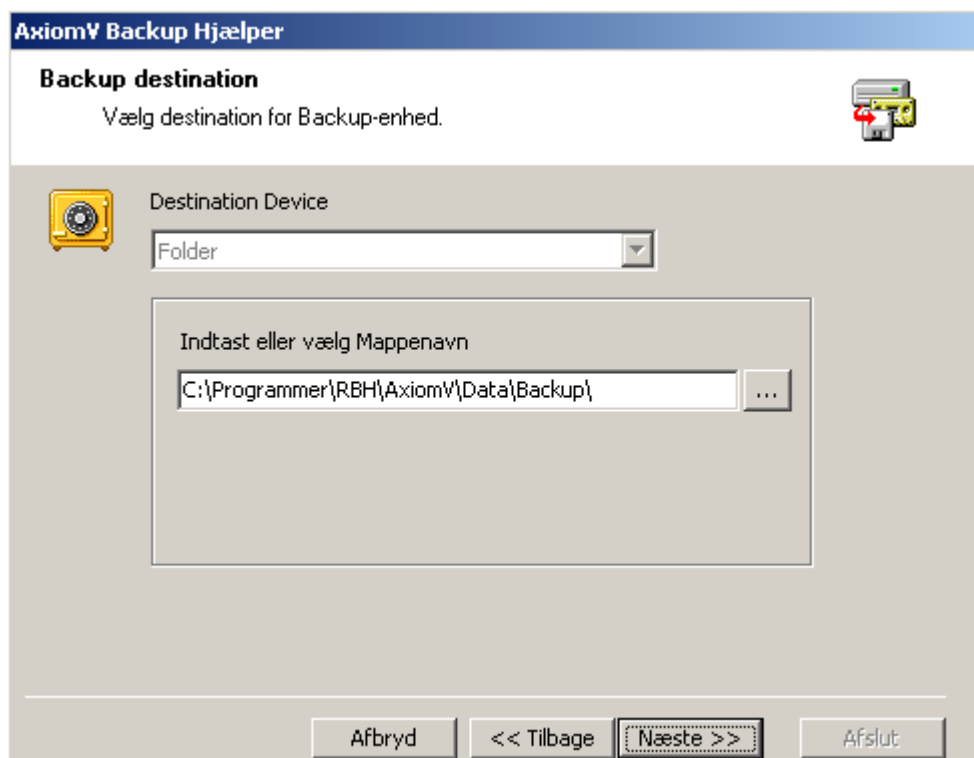 AxiomV Backup Hjælper
Backup destination
Vælg destination for Backup-enhed.
Destination Device
Folder
Indtast eller vælg Mappenavn
C:\Programmer\RBH\AxiomV\Data\Backup\
...
Afbryd
<< Tilbage
Næste >>
Afslut